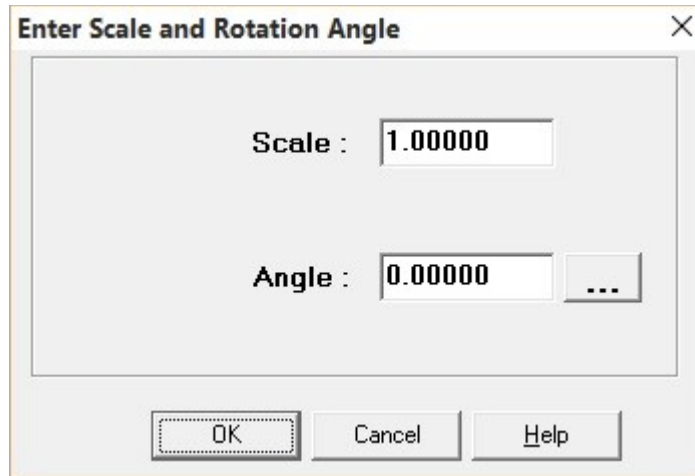 Enter Scale and Rotation Angle
Scale : 1.00000
Angle : 0.00000 ...
OK Cancel Help